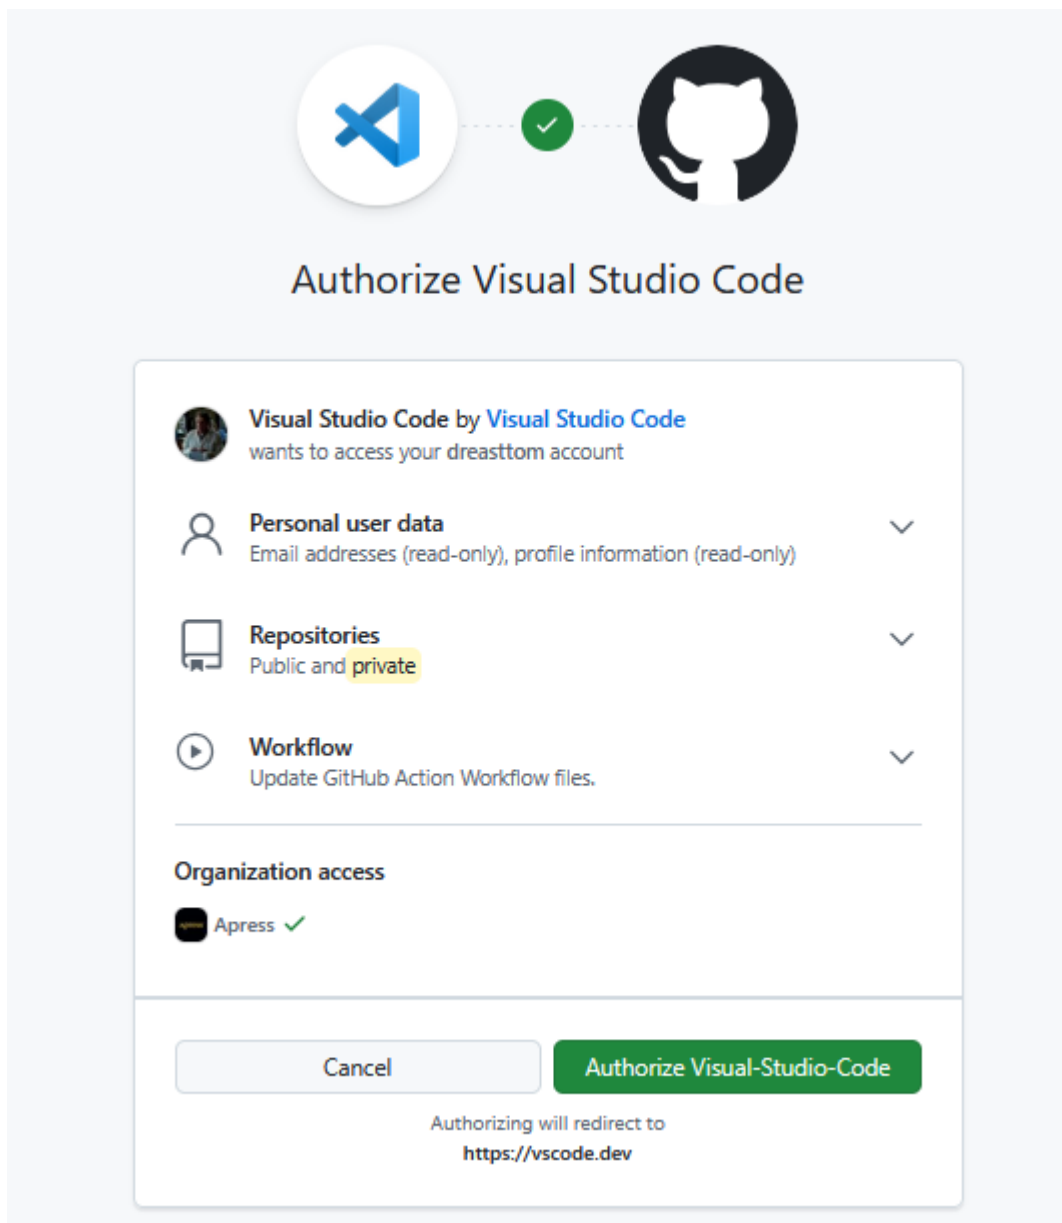 Authorize Visual Studio Code
Visual Studio Code by Visual Studio Code
wants to access your dreasttom account
Personal user data
Email addresses (read-only), profile information (read-only)
Repositories
Public and private
Workflow
Update GitHub Action Workflow files.
Organization access
Apress
Cancel
Authorize Visual-Studio-Code
Authorizing will redirect to
https://vscode.dev